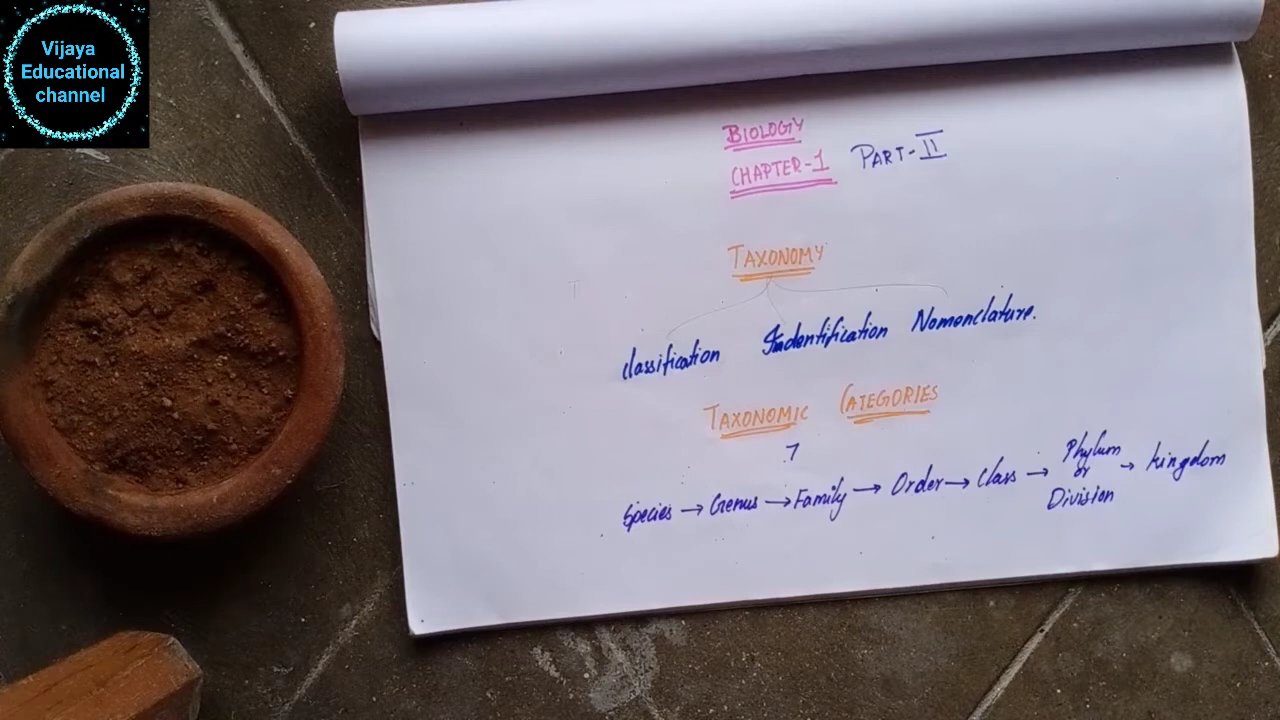 Vijaya
Educational
channel
BIOLOGY
CHAPTER-1 PART-II
TAXONOMY
Classification Indentification Nomenclature.
TAXONOMIC CATEGORIES
7
Species → Genus → Family → Order → Class → Phylum or Division → kingdom